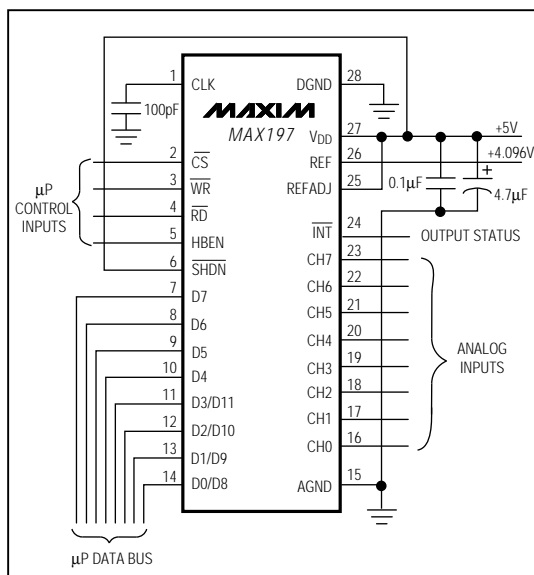 1
CLK
DGND
28
100pF
MAXIM
MAX197
VDD
27
+5V
2
CS
REF
26
+4.096V
3
WR
REFADJ
25
0.1µF
+
4.7µF
4
RD
µP
CONTROL
INPUTS
5
HBEN
INT
24
OUTPUT STATUS
6
SHDN
CH7
23
7
D7
CH6
22
8
D6
CH5
21
9
D5
CH4
20
10
D4
CH3
19
ANALOG
INPUTS
11
D3/D11
CH2
18
12
D2/D10
CH1
17
13
D1/D9
CH0
16
14
D0/D8
AGND
15
µP DATA BUS